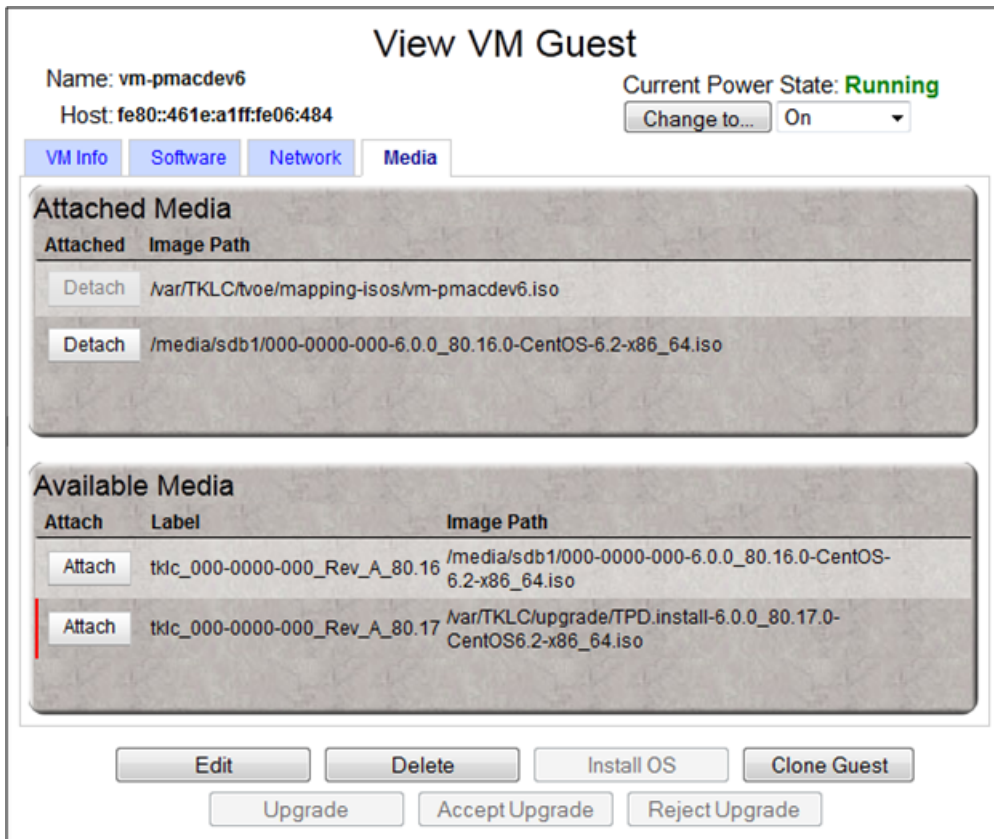 View VM Guest
Name: vm-pmacdev6
Current Power State: Running
Host: fe80::461e:a1ff:fe06:484
Change to... On
VM Info Software Network Media
Attached Media
Attached Image Path
Detach /var/TKLC/tvoe/mapping-isos/vm-pmacdev6.iso
Detach /media/sdb1/000-0000-000-6.0.0_80.16.0-CentOS-6.2-x86_64.iso
Available Media
Attach Label Image Path
Attach tklc_000-0000-000_Rev_A_80.16 /media/sdb1/000-0000-000-6.0.0_80.16.0-CentOS-
6.2-x86_64.iso
Attach tklc_000-0000-000_Rev_A_80.17 /var/TKLC/upgrade/TPD.install-6.0.0_80.17.0-
CentOS6.2-x86_64.iso
Edit Delete Install OS Clone Guest
Upgrade Accept Upgrade Reject Upgrade